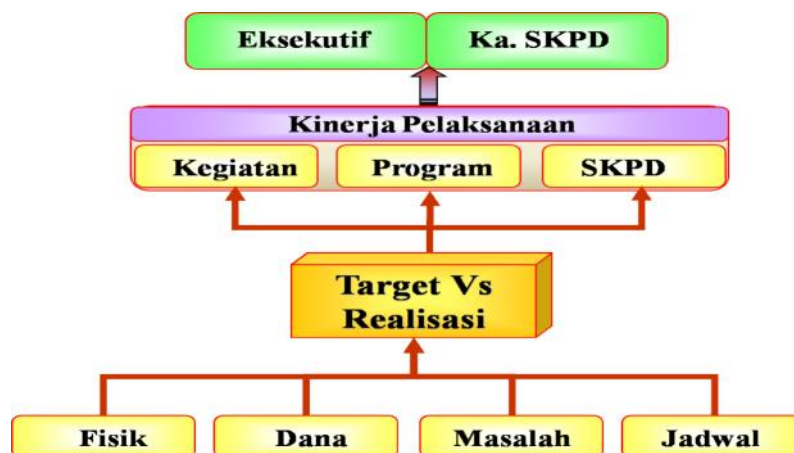 Eksekutif
Ka. SKPD
Kinerja Pelaksanaan
Kegiatan
Program
SKPD
Target Vs
Realisasi
Fisik
Dana
Masalah
Jadwal